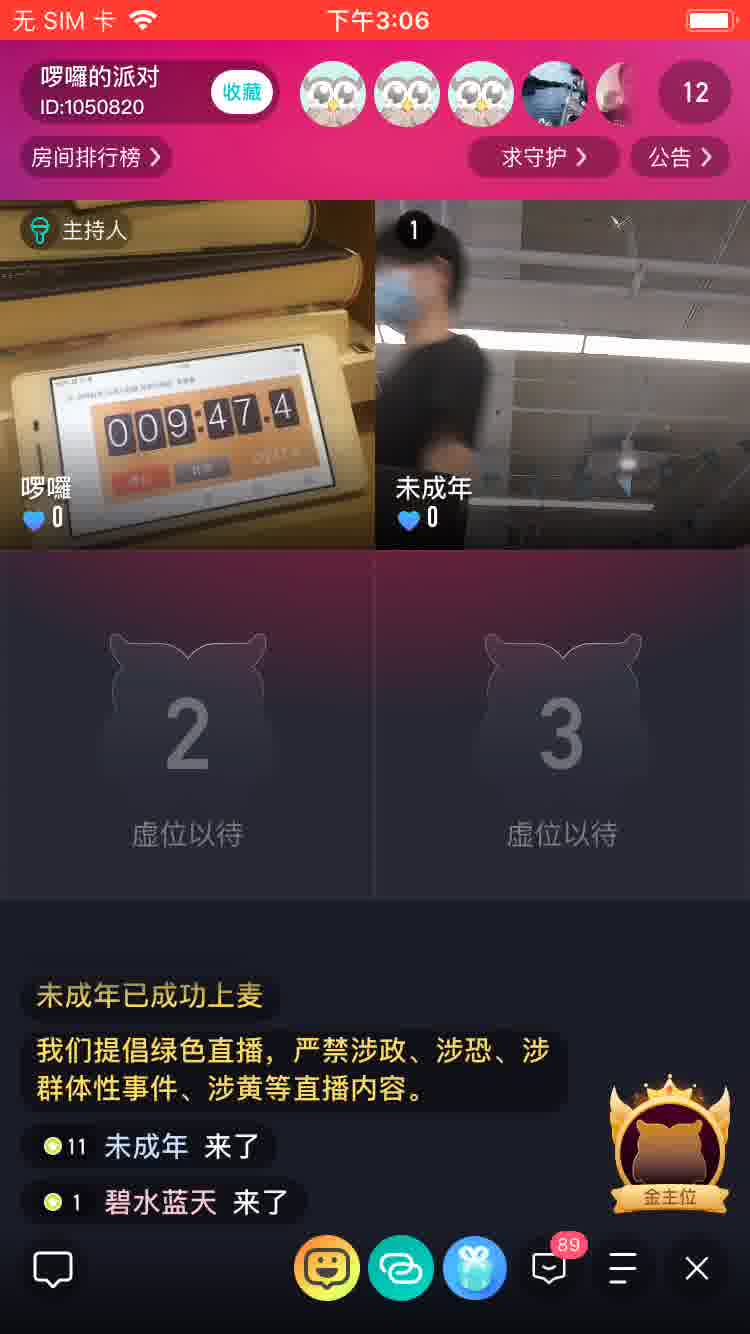 无 SIM 卡
下午3:06
啰囉的派对
ID:1050820
收藏
12
房间排行榜
求守护
公告
主持人
1
009:47.4
啰囉
0
未成年
0
2
虚位以待
3
虚位以待
未成年已成功上麦
我们提倡绿色直播，严禁涉政、涉恐、涉
群体性事件、涉黄等直播内容。
11 未成年 来了
1 碧水蓝天 来了
金主位
89